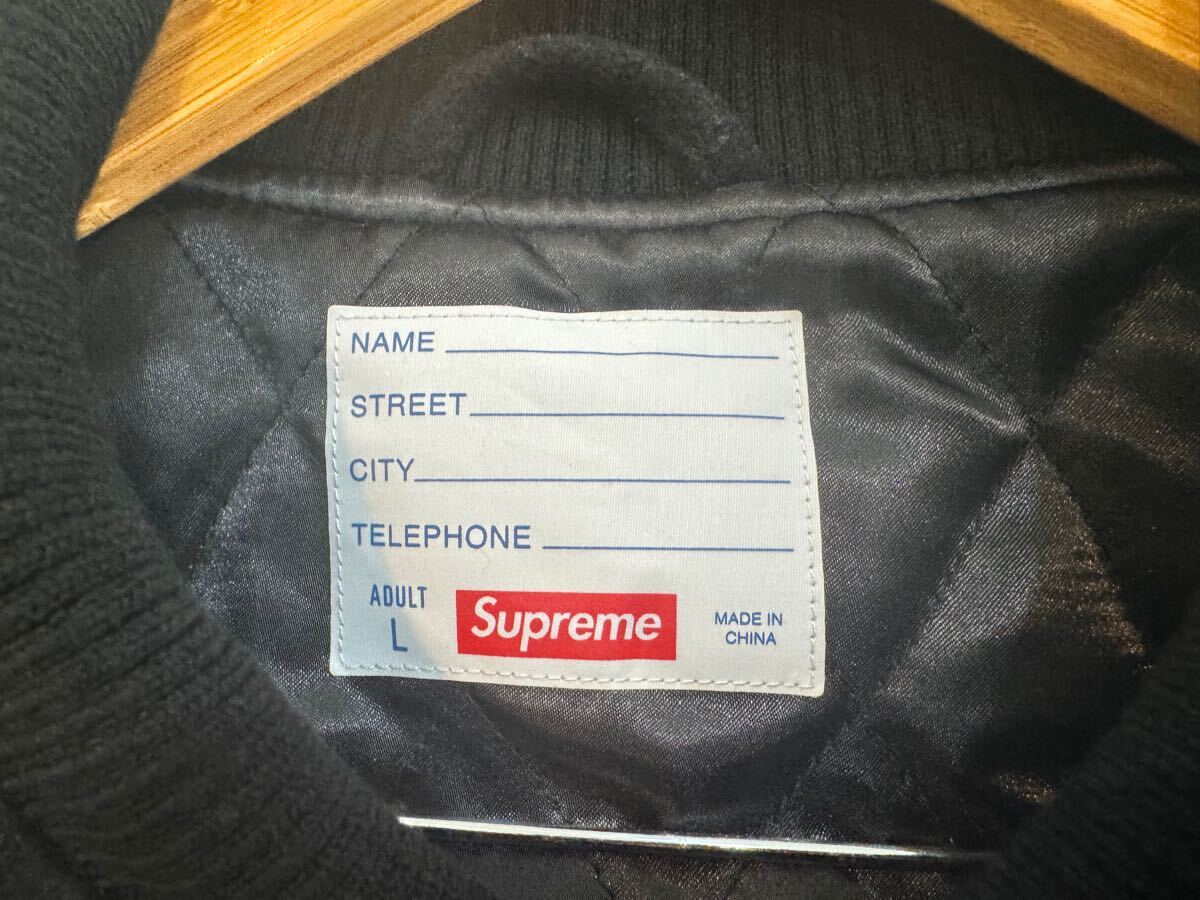 NAME
STREET
CITY
TELEPHONE
ADULT
L
Supreme
MADE IN
CHINA